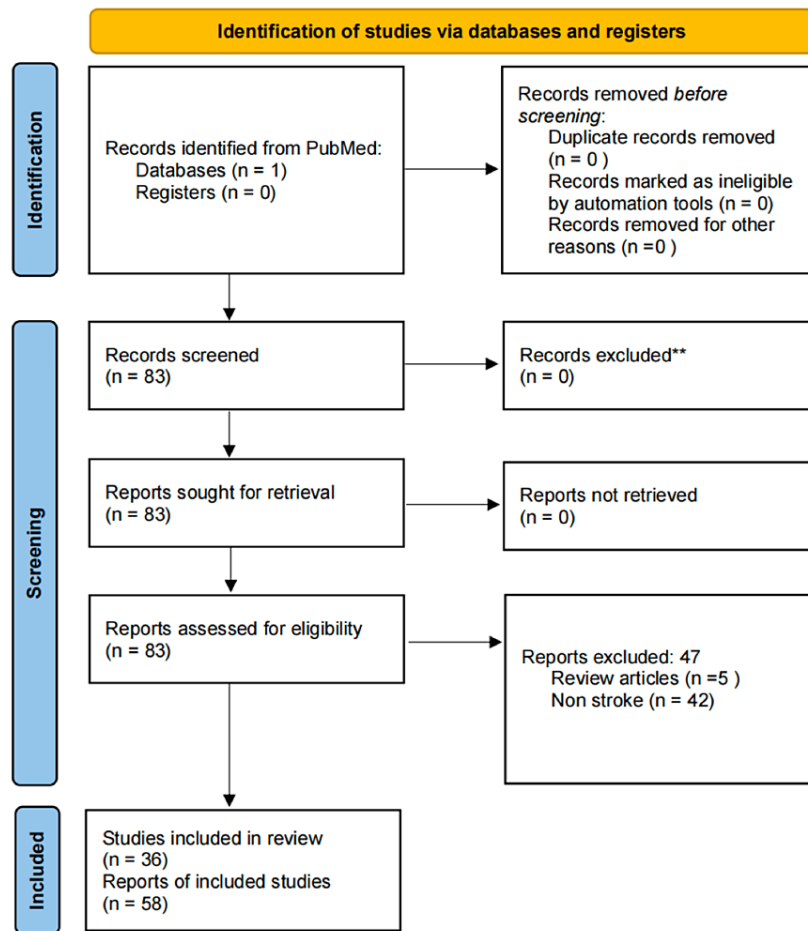 Identification of studies via databases and registers
Identification
Records identified from PubMed:
Databases (n = 1)
Registers (n = 0)
Records removed before
screening:
Duplicate records removed
(n = 0 )
Records marked as ineligible
by automation tools (n = 0)
Records removed for other
reasons (n =0 )
Screening
Records screened
(n = 83)
Records excluded**
(n = 0)
Reports sought for retrieval
(n = 83)
Reports not retrieved
(n = 0)
Reports assessed for eligibility
(n = 83)
Reports excluded: 47
Review articles (n =5 )
Non stroke (n = 42)
Included
Studies included in review
(n = 36)
Reports of included studies
(n = 58)